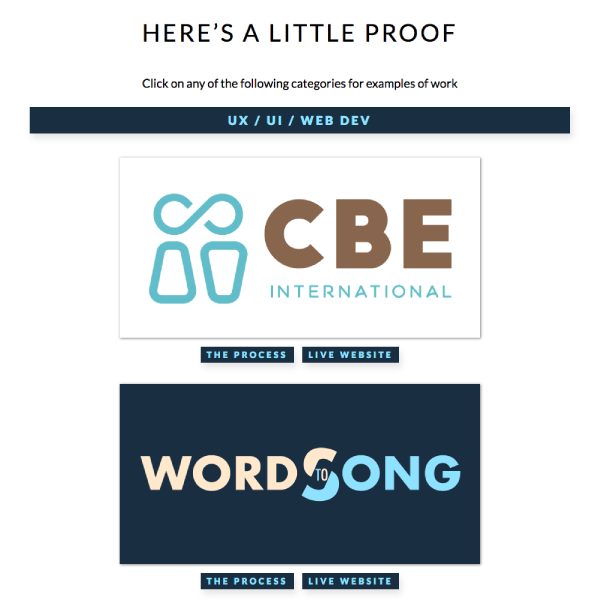 HERE’S A LITTLE PROOF
Click on any of the following categories for examples of work
UX / UI / WEB DEV
CBE
INTERNATIONAL
THE PROCESS LIVE WEBSITE
WORD TO SONG
THE PROCESS LIVE WEBSITE